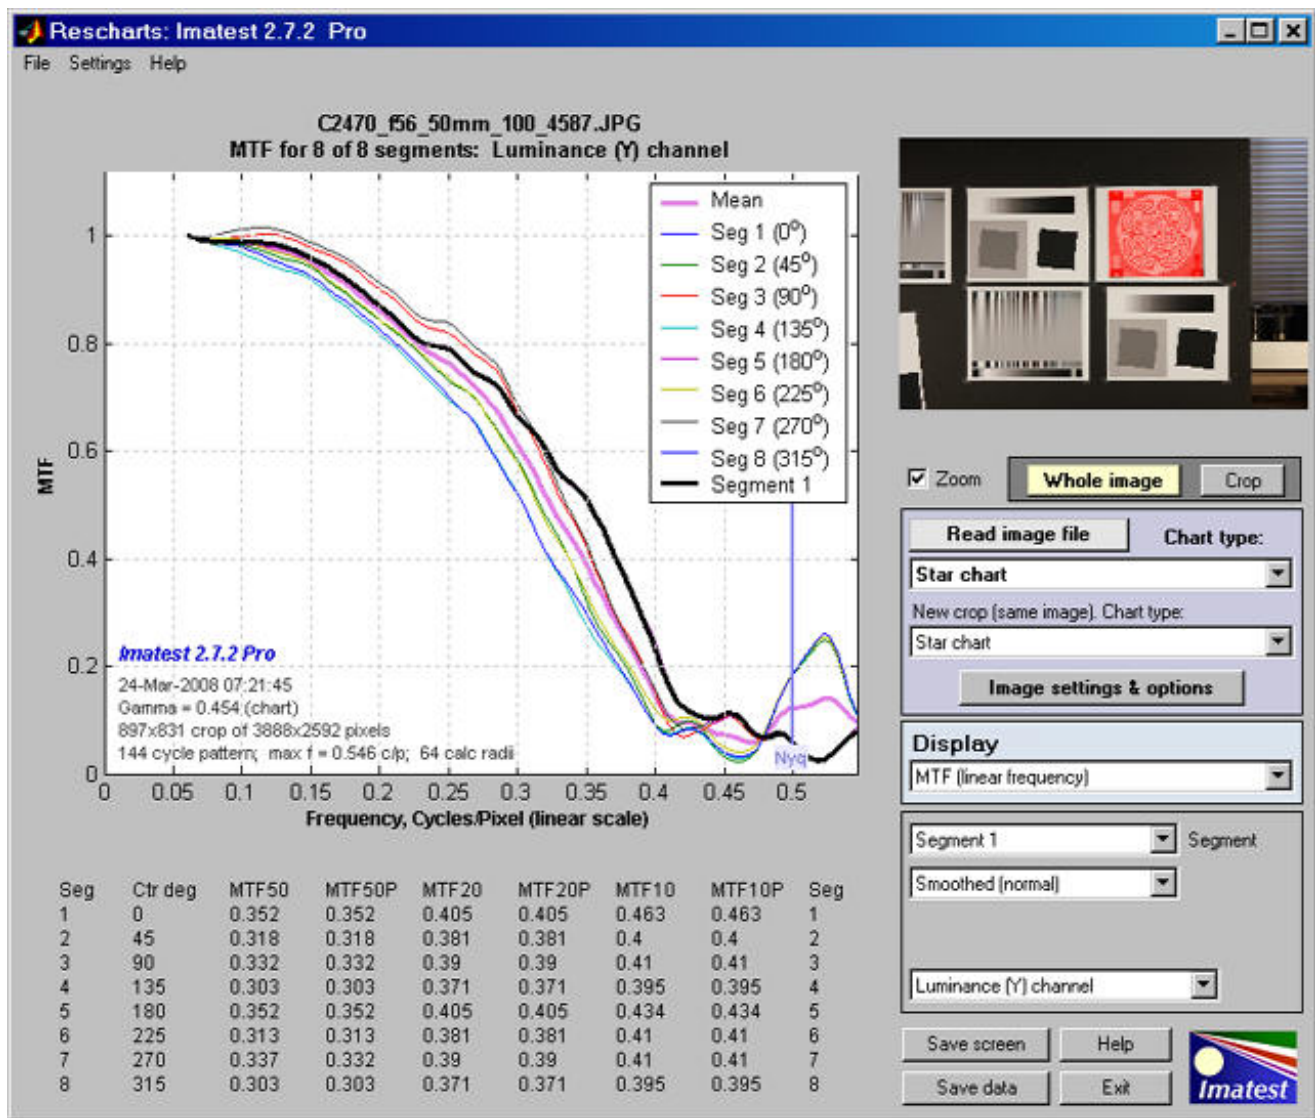 Rescharts: Imatest 2.7.2 Pro
File Settings Help
C2470_f56_50mm_100_4587.JPG
MTF for 8 of 8 segments: Luminance (Y) channel
Mean
Seg 1 (0º)
Seg 2 (45º)
Seg 3 (90º)
Seg 4 (135º)
Seg 5 (180º)
Seg 6 (225º)
Seg 7 (270º)
Seg 8 (315º)
Segment 1
1
0.8
0.6
0.4
0.2
0
MTF
Imatest 2.7.2 Pro
24-Mar-2008 07:21:45
Gamma = 0.454 (chart)
897x831 crop of 3888x2592 pixels
144 cycle pattern; max f = 0.546 c/p; 64 calc radii
Nyq
0 0.05 0.1 0.15 0.2 0.25 0.3 0.35 0.4 0.45 0.5
Frequency, Cycles/Pixel (linear scale)
Seg Ctr deg MTF50 MTF50P MTF20 MTF20P MTF10 MTF10P Seg
1 0 0.352 0.352 0.405 0.405 0.463 0.463 1
2 45 0.318 0.318 0.381 0.381 0.4 0.4 2
3 90 0.332 0.332 0.39 0.39 0.41 0.41 3
4 135 0.303 0.303 0.371 0.371 0.395 0.395 4
5 180 0.352 0.352 0.405 0.405 0.434 0.434 5
6 225 0.313 0.313 0.381 0.381 0.41 0.41 6
7 270 0.337 0.332 0.39 0.39 0.41 0.41 7
8 315 0.303 0.303 0.371 0.371 0.395 0.395 8
Zoom Whole image Crop
Read image file Chart type:
Star chart
New crop (same image). Chart type:
Star chart
Image settings & options
Display
MTF (linear frequency)
Segment 1 Segment
Smoothed (normal)
Luminance (Y) channel
Save screen Help
Save data Exit
Imatest